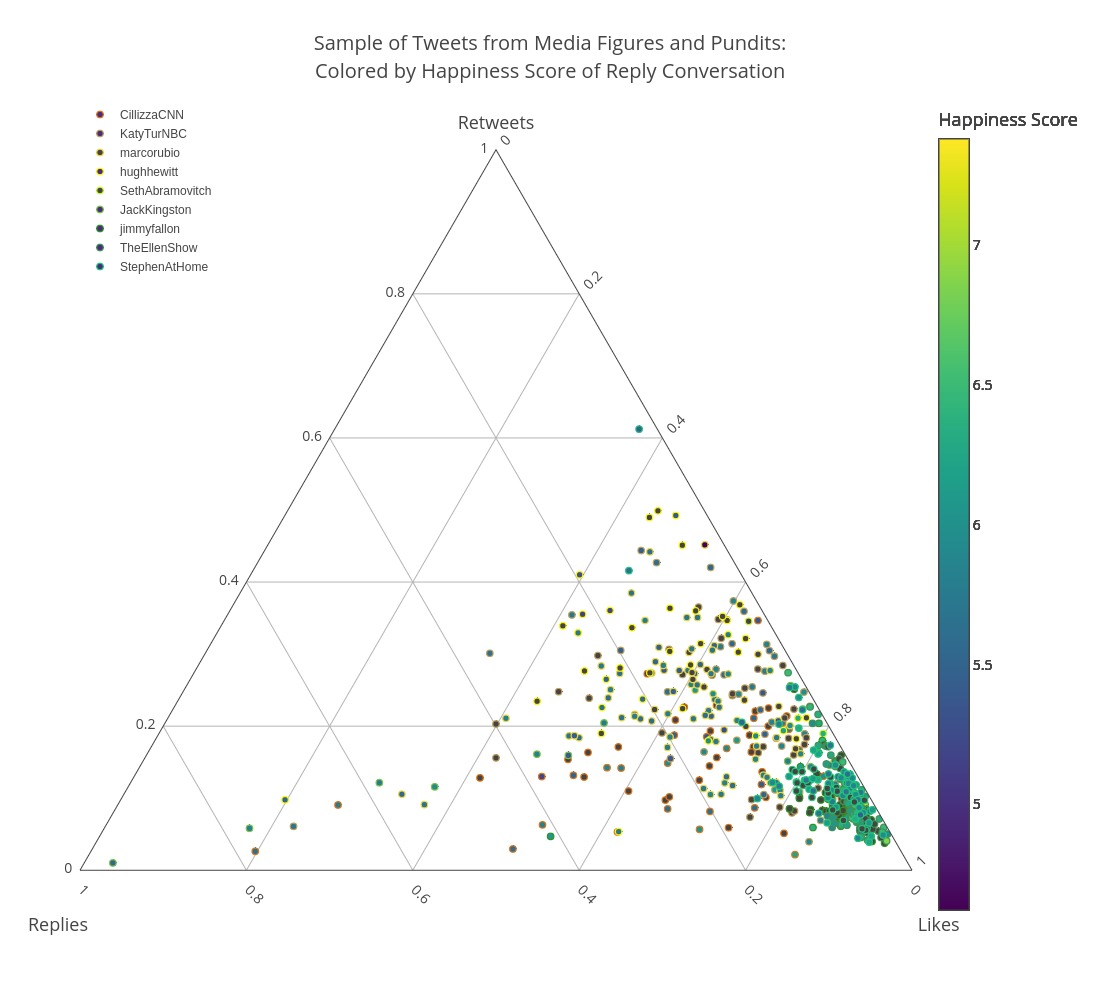 Sample of Tweets from Media Figures and Pundits:
Colored by Happiness Score of Reply Conversation
CillizzaCNN
KatyTurNBC
marcorubio
hughhewitt
SethAbramovitch
JackKingston
jimmyfallon
TheEllenShow
StephenAtHome
Retweets
1
0
0.8
0.2
0.6
0.4
0.4
0.6
0.2
0.8
0
1
1
0.8
0.6
0.4
0.2
0
Replies
Likes
Happiness Score
7
6.5
6
5.5
5